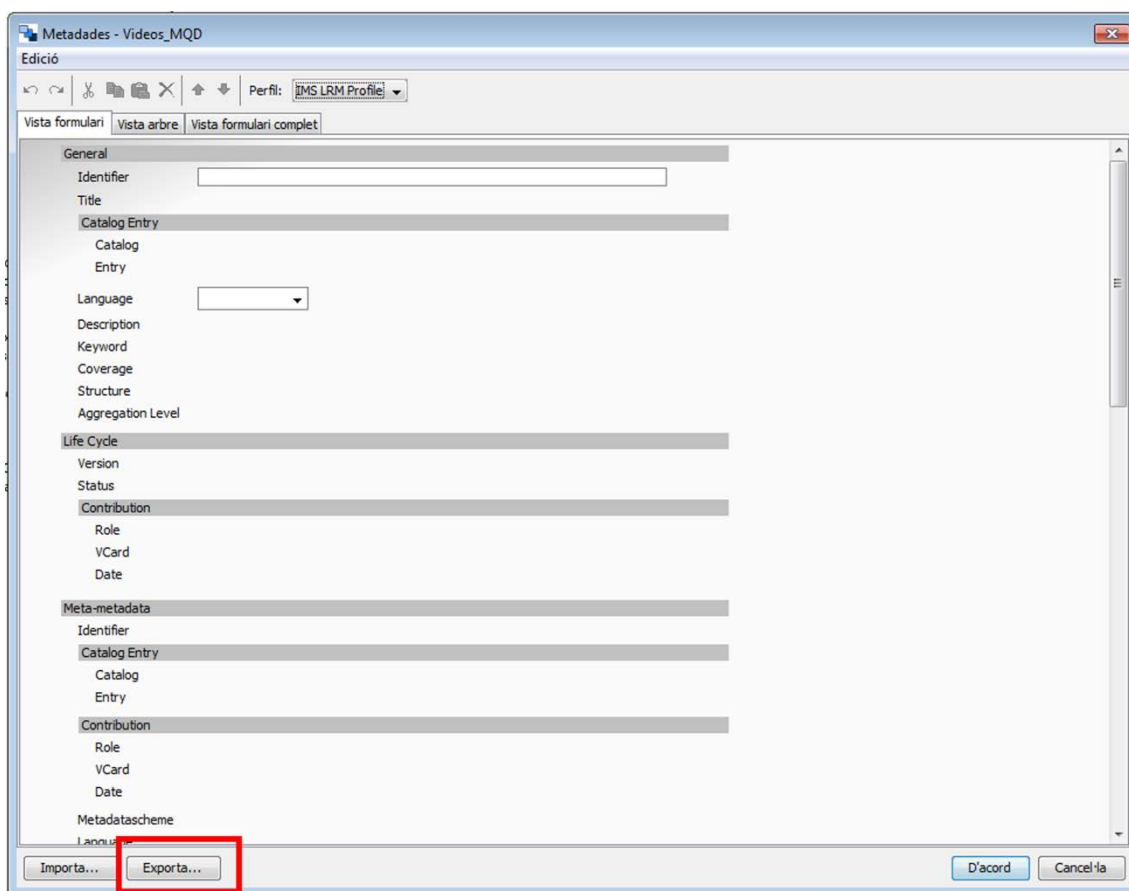 Metadades - Videos_MQD
Edició
Perfil: IMS LRM Profile
Vista formulari Vista arbre Vista formulari complet
General
Identifier
Title
Catalog Entry
Catalog
Entry
Language
Description
Keyword
Coverage
Structure
Aggregation Level
Life Cycle
Version
Status
Contribution
Role
VCard
Date
Meta-metadata
Identifier
Catalog Entry
Catalog
Entry
Contribution
Role
VCard
Date
Metadatascheme
Language
Importa... Exporta... D'acord Cancel·la